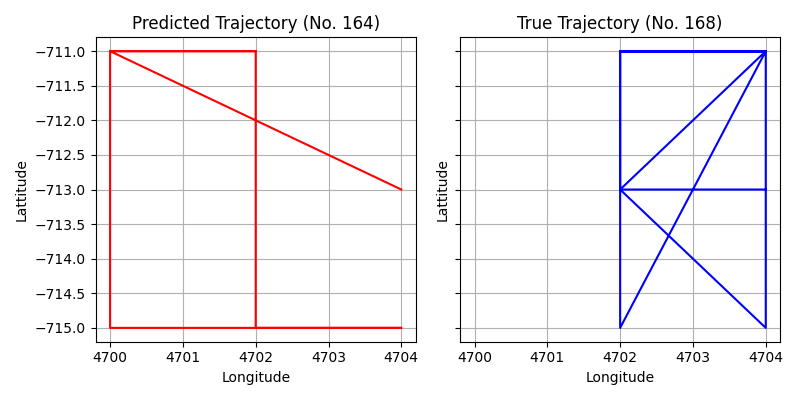 Predicted Trajectory (No. 164)
True Trajectory (No. 168)
−711.0
−711.5
−712.0
−712.5
−713.0
−713.5
−714.0
−714.5
−715.0
Lattitude
Lattitude
4700 4701 4702 4703 4704
4700 4701 4702 4703 4704
Longitude
Longitude